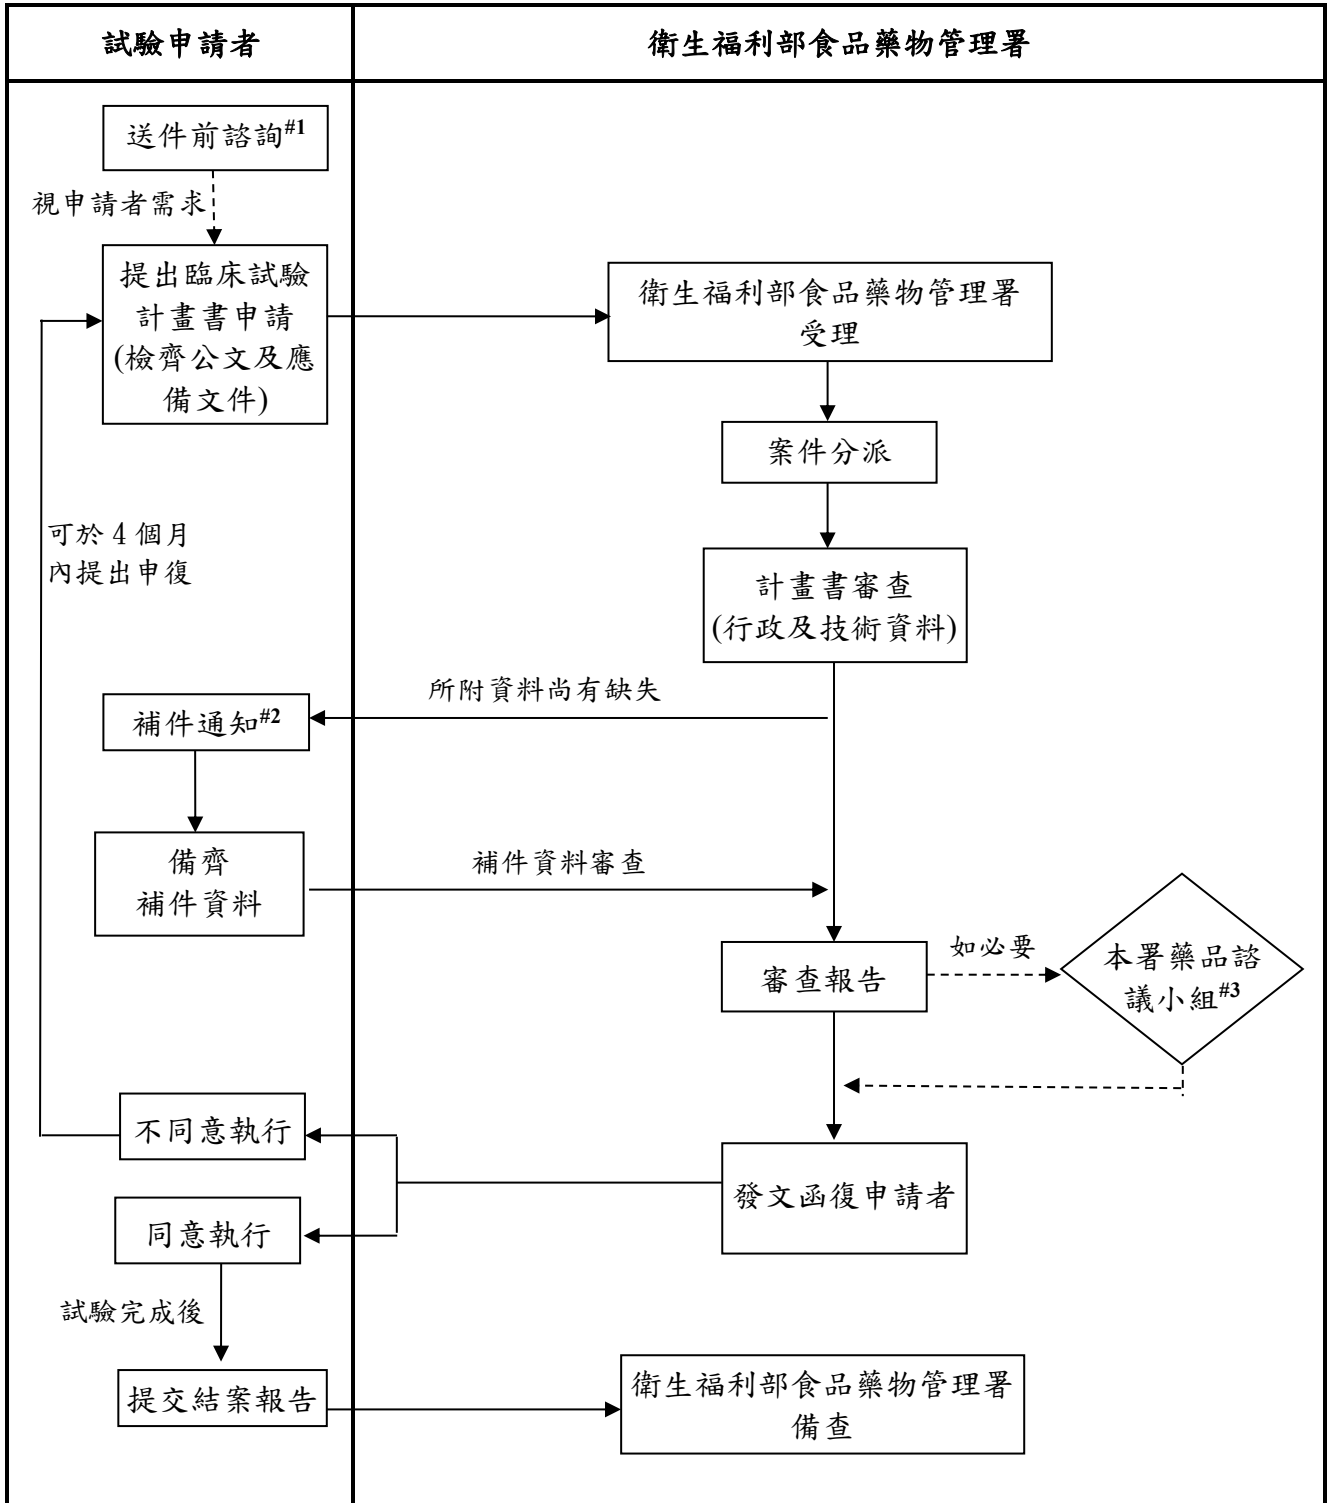 試驗申請者
衛生福利部食品藥物管理署
送件前諮詢#1
視申請者需求
提出臨床試驗
計畫書申請
(檢齊公文及應
備文件)
衛生福利部食品藥物管理署
受理
案件分派
可於 4 個月
內提出申復
計畫書審查
(行政及技術資料)
所附資料尚有缺失
補件通知#2
備齊
補件資料
補件資料審查
審查報告
如必要
本署藥品諮
議小組#3
不同意執行
發文函復申請者
同意執行
試驗完成後
提交結案報告
衛生福利部食品藥物管理署
備查